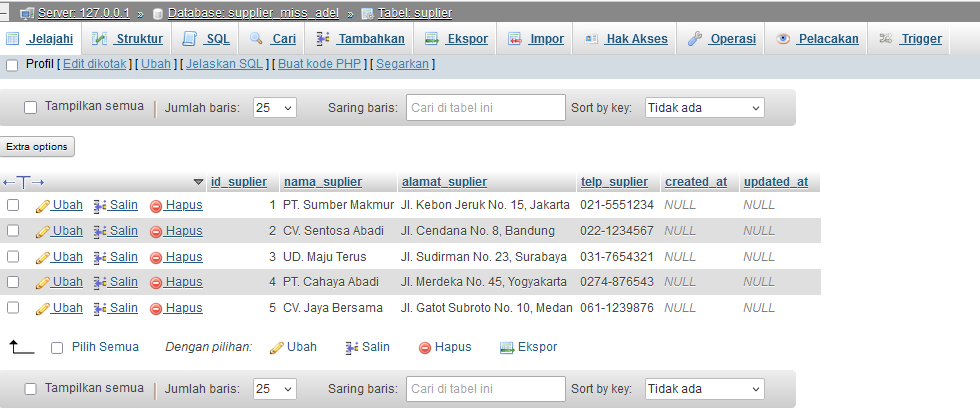 Server: 127.0.0.1 » Database: supplier_miss_adel » Tabel: suplier
Jelajahi Struktur SQL Cari Tambahkan Ekspor Impor Hak Akses Operasi Pelacakan Trigger
Profil [ Edit dikotak ] [ Ubah ] [ Jelaskan SQL ] [ Buat kode PHP ] [ Segarkan ]
Tampilkan semua Jumlah baris: 25 Saring baris: Cari di tabel ini Sort by key: Tidak ada
Extra options
←T→ id_suplier nama_suplier alamat_suplier telp_suplier created_at updated_at
Ubah Salin Hapus 1 PT. Sumber Makmur Jl. Kebon Jeruk No. 15, Jakarta 021-5551234 NULL NULL
Ubah Salin Hapus 2 CV. Sentosa Abadi Jl. Cendana No. 8, Bandung 022-1234567 NULL NULL
Ubah Salin Hapus 3 UD. Maju Terus Jl. Sudirman No. 23, Surabaya 031-7654321 NULL NULL
Ubah Salin Hapus 4 PT. Cahaya Abadi Jl. Merdeka No. 45, Yogyakarta 0274-876543 NULL NULL
Ubah Salin Hapus 5 CV. Jaya Bersama Jl. Gatot Subroto No. 10, Medan 061-1239876 NULL NULL
Pilih Semua Dengan pilihan: Ubah Salin Hapus Ekspor
Tampilkan semua Jumlah baris: 25 Saring baris: Cari di tabel ini Sort by key: Tidak ada